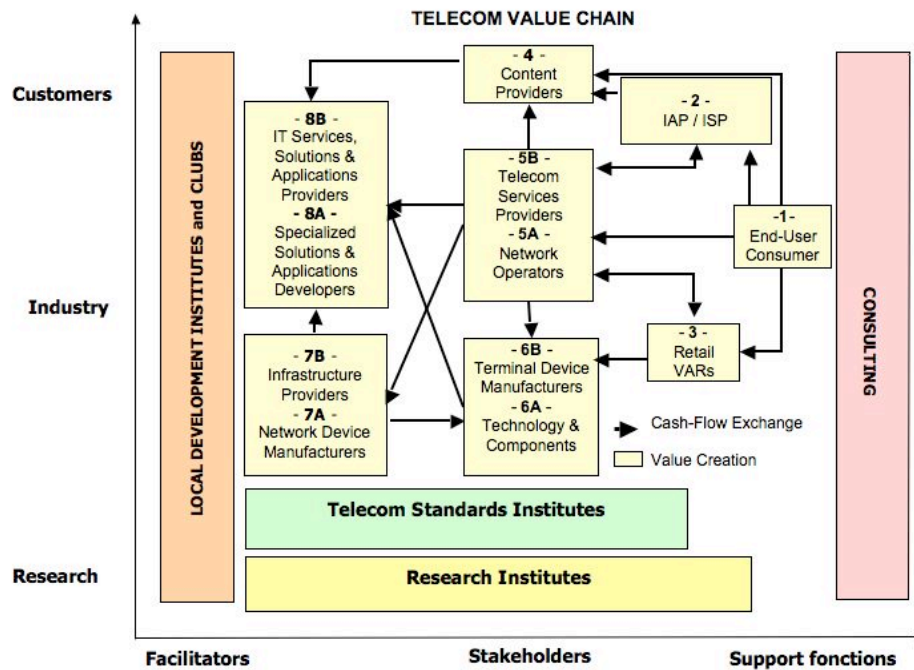 TELECOM VALUE CHAIN
Customers
Industry
Research
LOCAL DEVELOPMENT INSTITUTES and CLUBS
- 8B -
IT Services,
Solutions &
Applications
Providers
- 8A -
Specialized
Solutions &
Applications
Developers
- 7B -
Infrastructure
Providers
- 7A -
Network Device
Manufacturers
- 4 -
Content
Providers
- 5B -
Telecom
Services
Providers
- 5A -
Network
Operators
- 6B -
Terminal Device
Manufacturers
- 6A -
Technology &
Components
- 2 -
IAP / ISP
-1-
End-User
Consumer
- 3 -
Retail
VARs
Cash-Flow Exchange
Value Creation
CONSULTING
Telecom Standards Institutes
Research Institutes
Facilitators
Stakeholders
Support fonctions